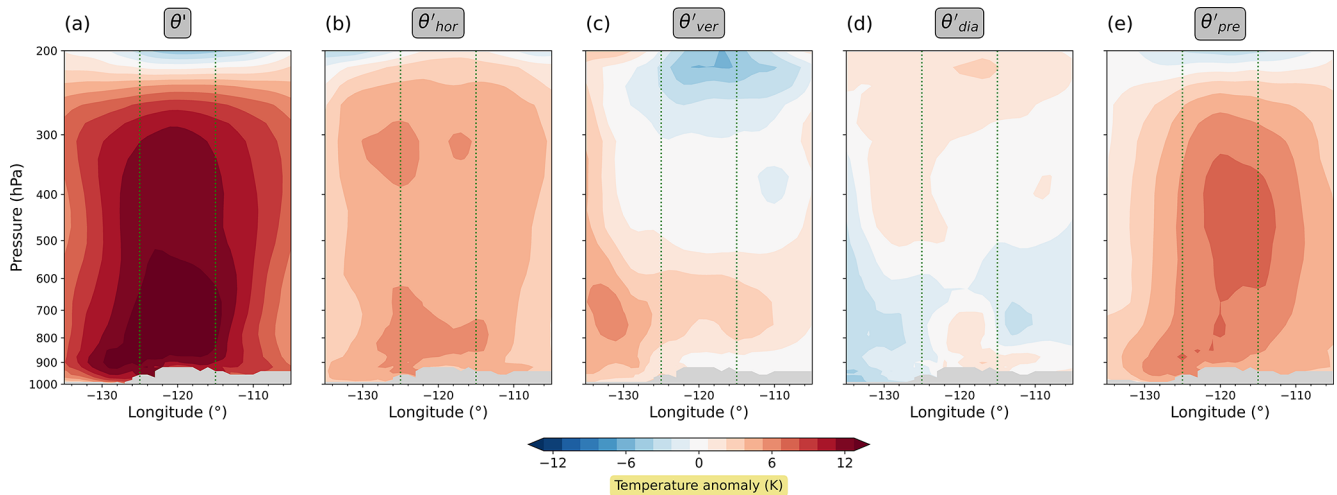 (a) θ' (b) θ'hor (c) θ'ver (d) θ'dia (e) θ'pre
200
300
400
500
600
700
800
900
1000
Pressure (hPa)
−130 −120 −110 −130 −120 −110 −130 −120 −110 −130 −120 −110 −130 −120 −110
Longitude (°) Longitude (°) Longitude (°) Longitude (°) Longitude (°)
−12 −6 0 6 12
Temperature anomaly (K)